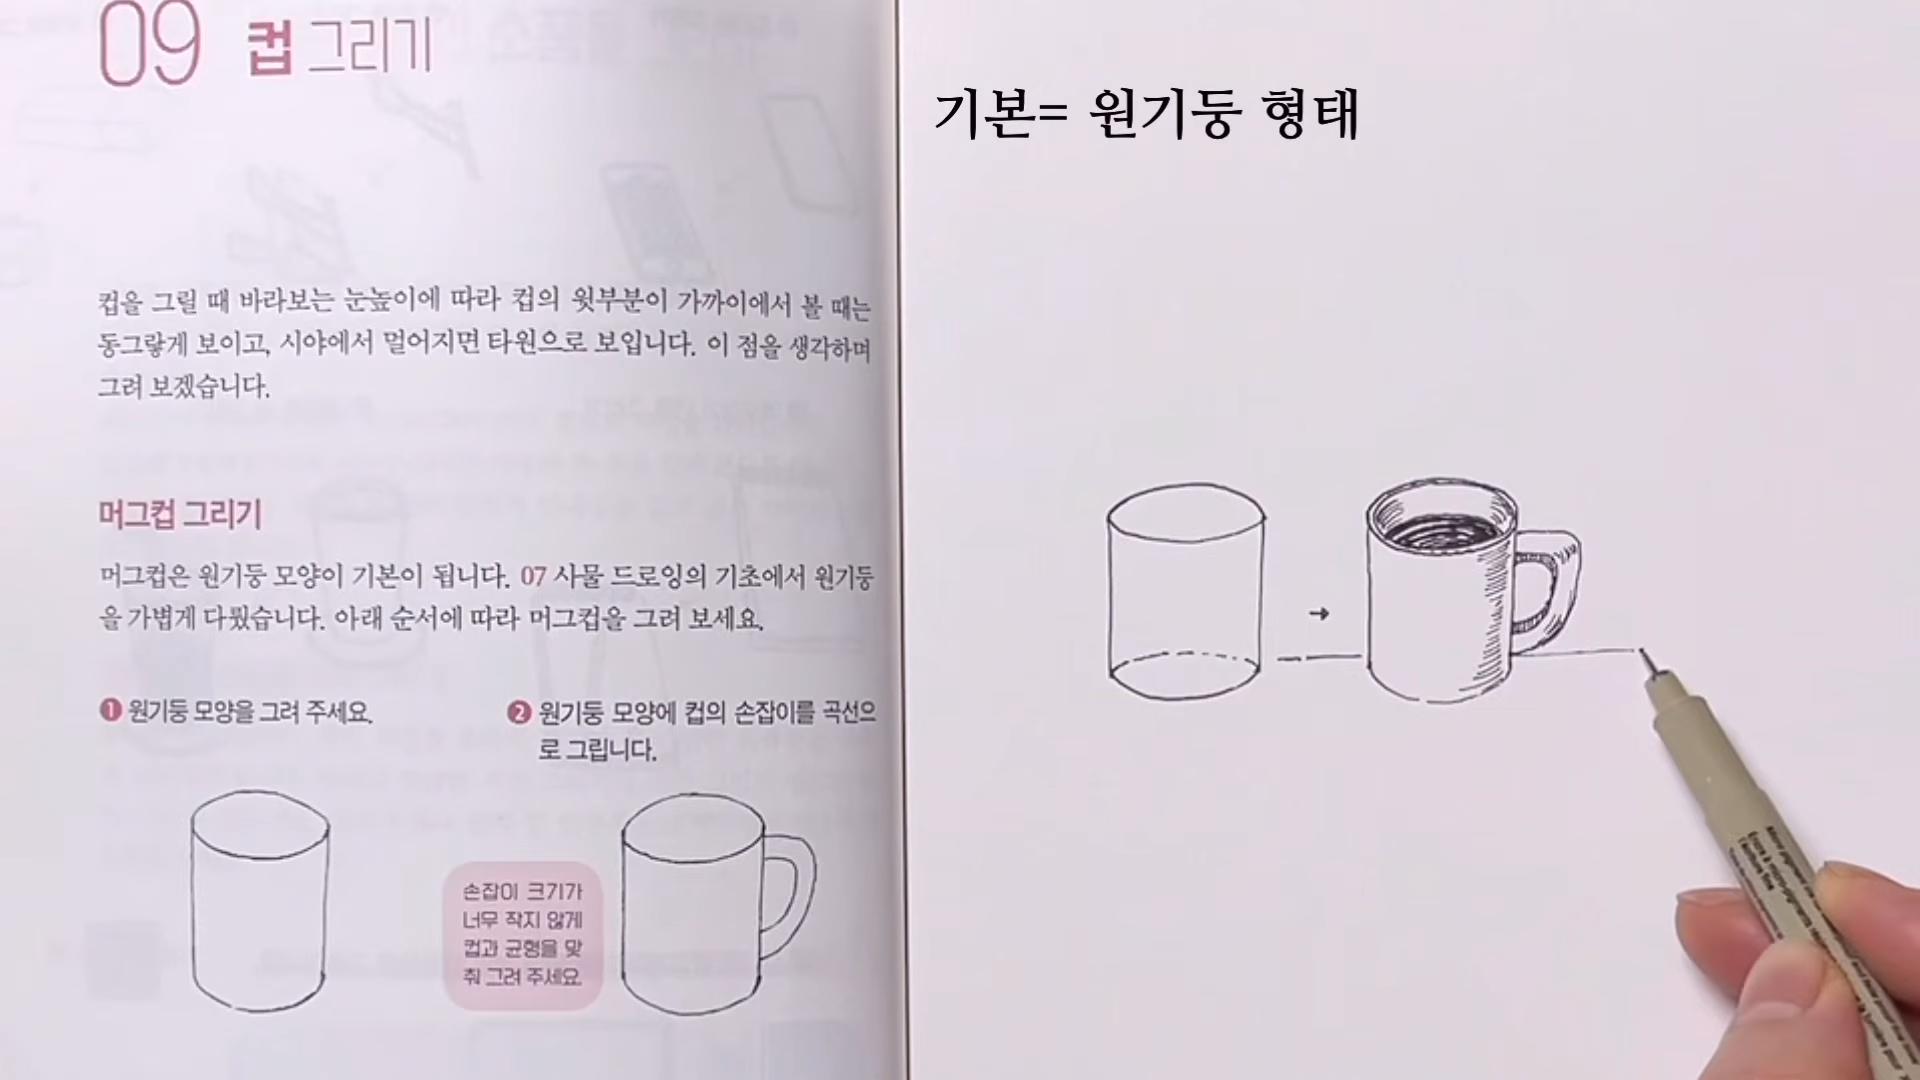 09 컵 그리기
컵을 그릴 때 바라보는 눈높이에 따라 컵의 윗부분이 가까이에서 볼 때는
동그랗게 보이고, 시야에서 멀어지면 타원으로 보입니다. 이 점을 생각하며
그려 보겠습니다.
머그컵 그리기
머그컵은 원기둥 모양이 기본이 됩니다. 07 사물 드로잉의 기초에서 원기둥
을 가볍게 다뤘습니다. 아래 순서에 따라 머그컵을 그려 보세요.
1 원기둥 모양을 그려 주세요.
2 원기둥 모양에 컵의 손잡이를 곡선으
로 그립니다.
손잡이 크기가
너무 작지 않게
컵과 균형을 맞
춰 그려 주세요.
기본= 원기둥 형태